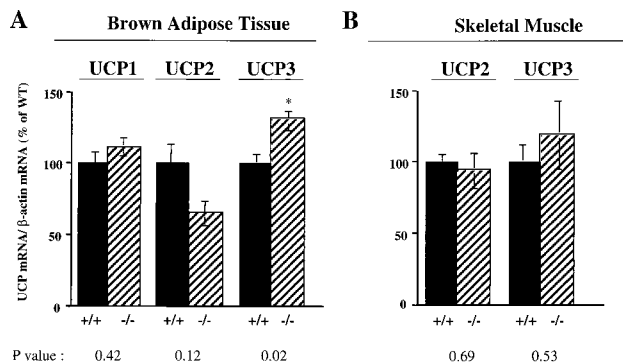 A Brown Adipose Tissue
UCP1 UCP2 UCP3
UCP mRNA/ β-actin mRNA (% of WT)
150
100
50
0
*
+/+ -/- +/+ -/- +/+ -/-
P value : 0.42 0.12 0.02
B Skeletal Muscle
UCP2 UCP3
150
100
50
0
+/+ -/- +/+ -/-
0.69 0.53